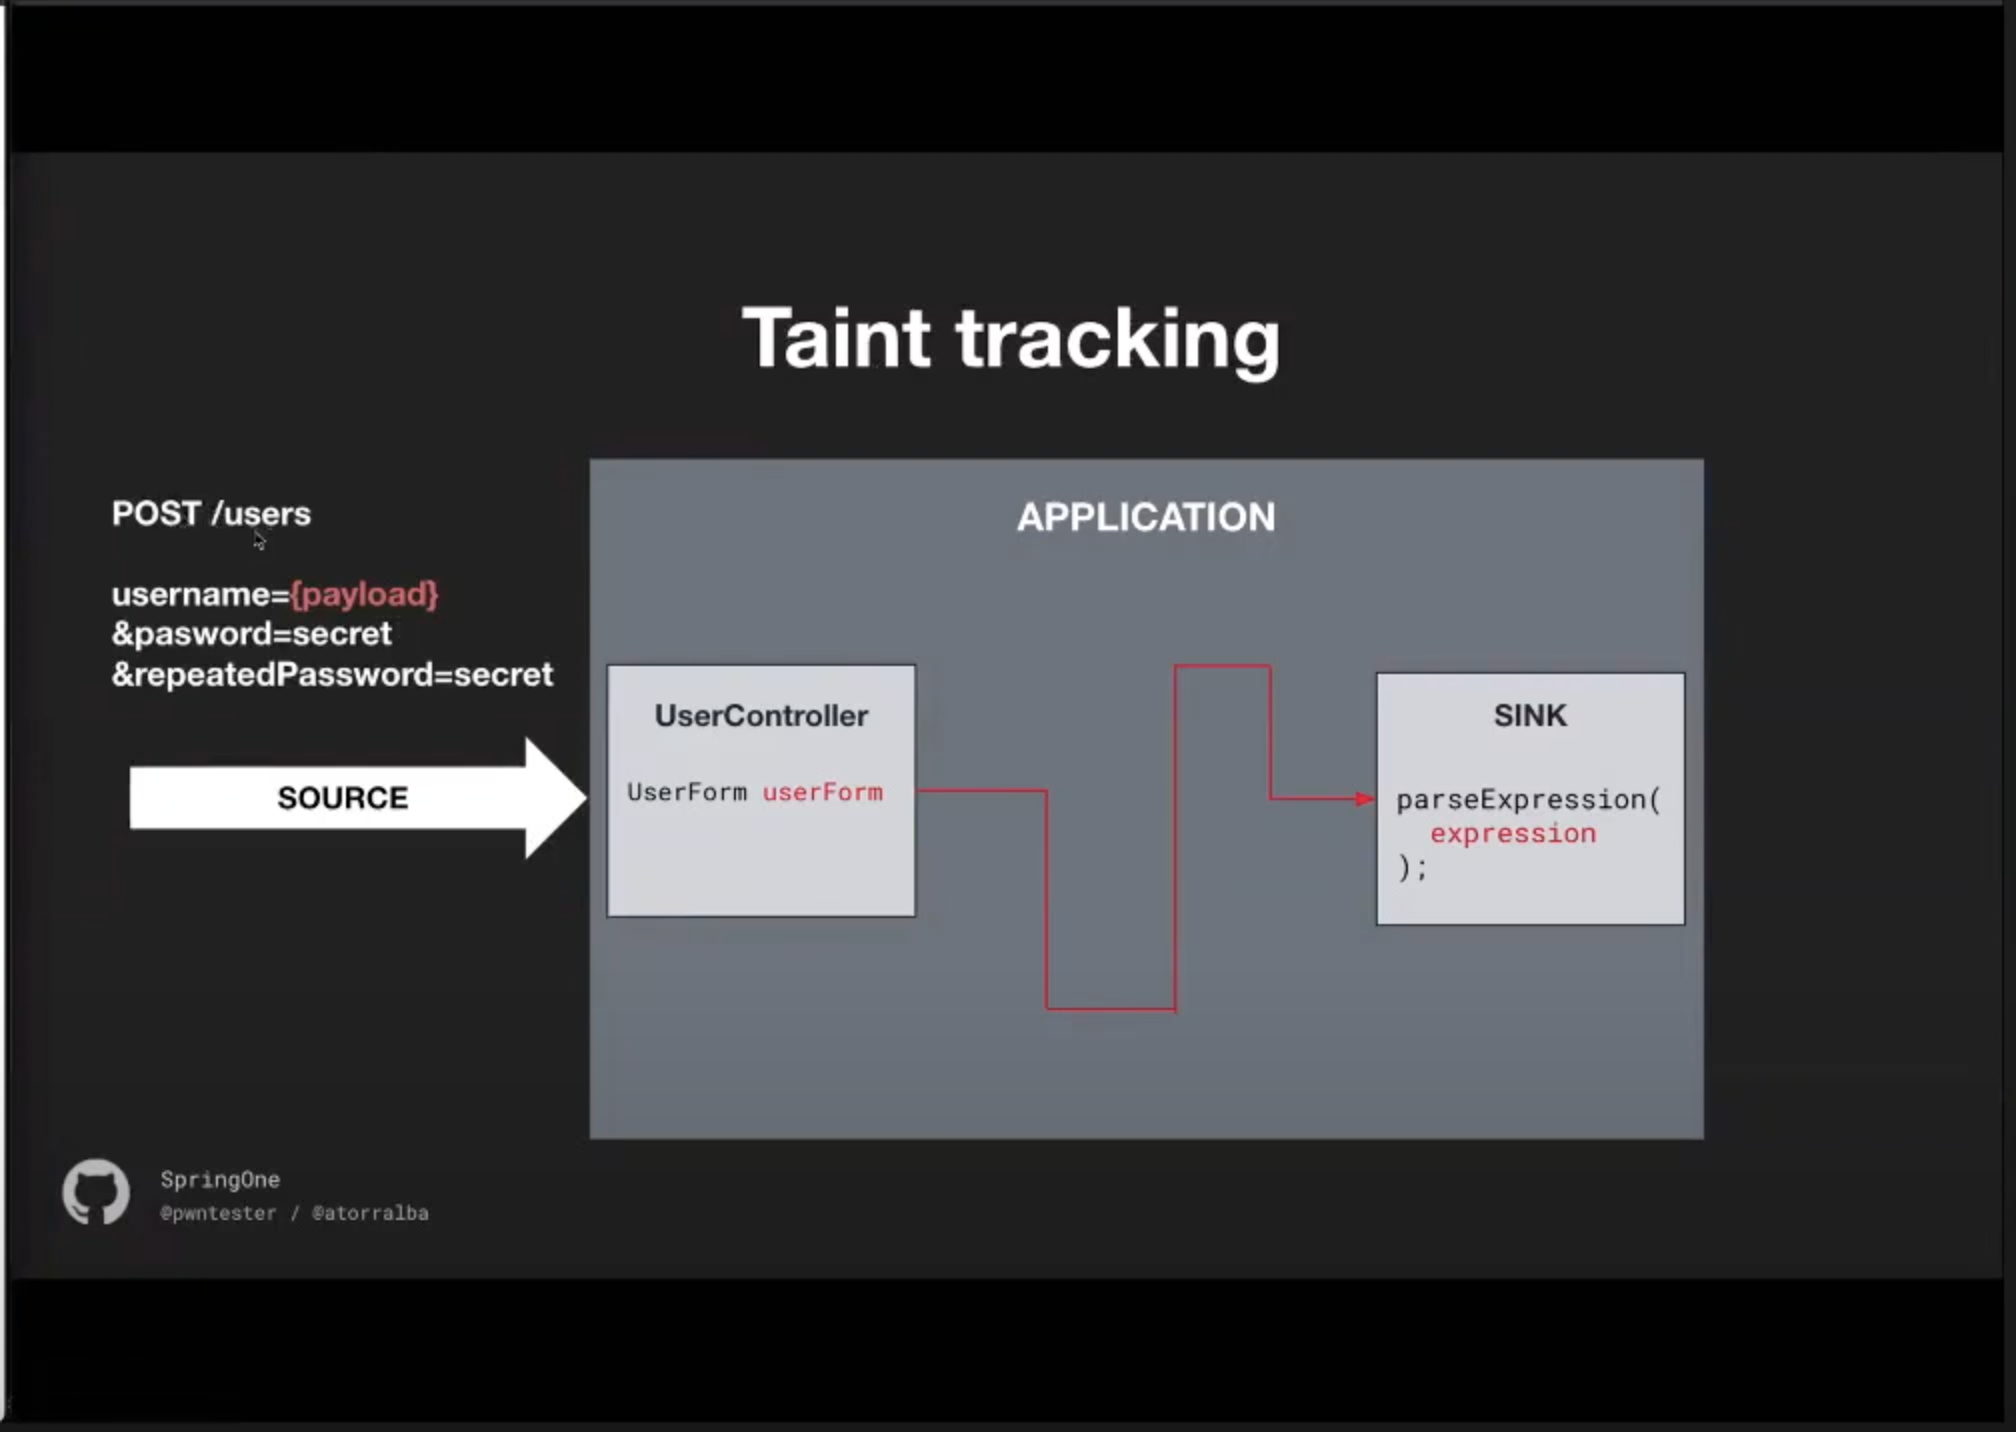 Taint tracking
POST /users
username={payload}
&pasword=secret
&repeatedPassword=secret
SOURCE
APPLICATION
UserController
UserForm userForm
SINK
parseExpression(
expression
);
SpringOne
@pwntester / @atorralba